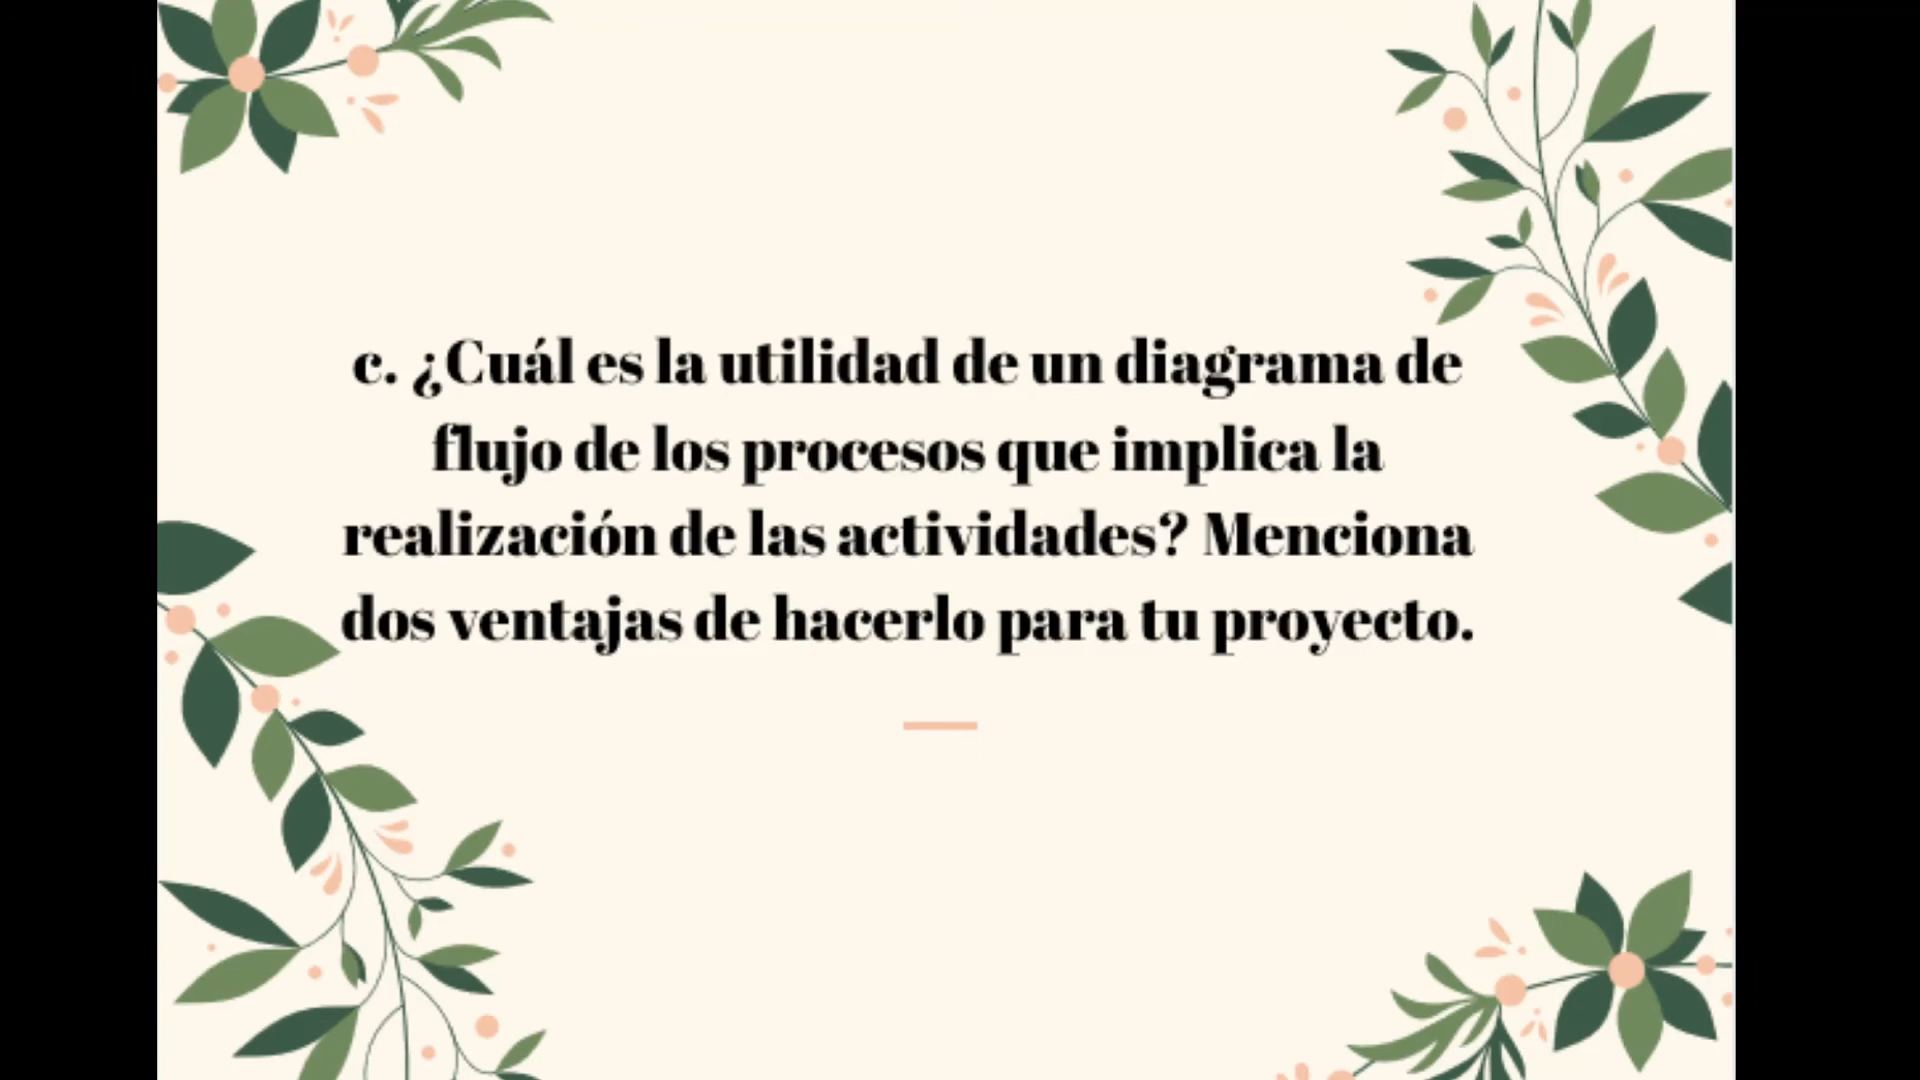 c. ¿Cuál es la utilidad de un diagrama de
flujo de los procesos que implica la
realización de las actividades? Menciona
dos ventajas de hacerlo para tu proyecto.